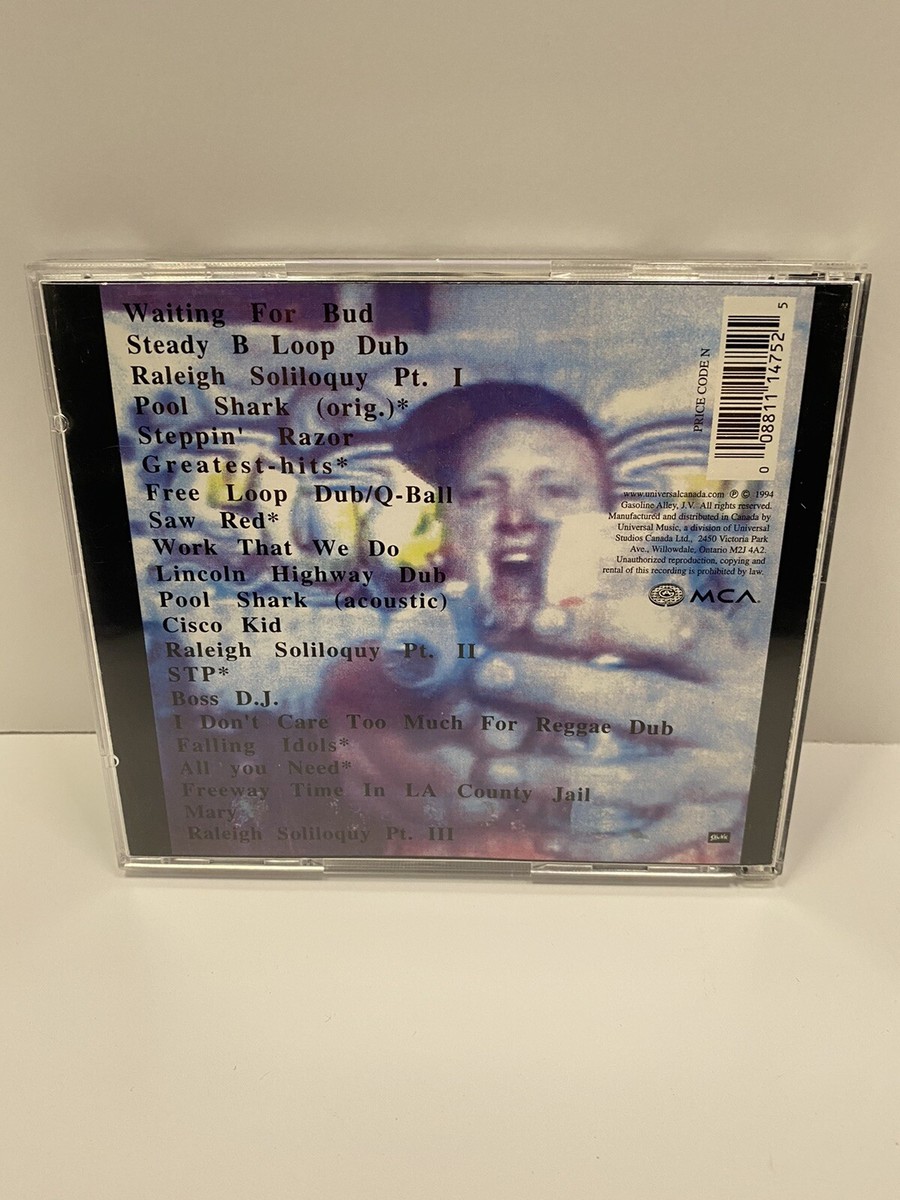 Waiting For Bud
Steady B Loop Dub
Raleigh Soliloquy Pt. I
Pool Shark (orig.)*
Steppin' Razor
Greatest-hits*
Free Loop Dub/Q-Ball
Saw Red*
Work That We Do
Lincoln Highway Dub
Pool Shark (acoustic)
Cisco Kid
Raleigh Soliloquy Pt. II
STP*
Boss D.J.
I Don't Care Too Much For Reggae Dub
Falling Idols*
All you Need*
Freeway Time In LA County Jail
Mary
Raleigh Soliloquy Pt. III
PRICE CODE N
0 08811 14752 5
www.universalcanada.com ℗ © 1994
Gasoline Alley, J.V. All rights reserved.
Manufactured and distributed in Canada by
Universal Music, a division of Universal
Studios Canada Ltd., 2450 Victoria Park
Ave., Willowdale, Ontario M2J 4A2.
Unauthorized reproduction, copying and
rental of this recording is prohibited by law.
MCA.